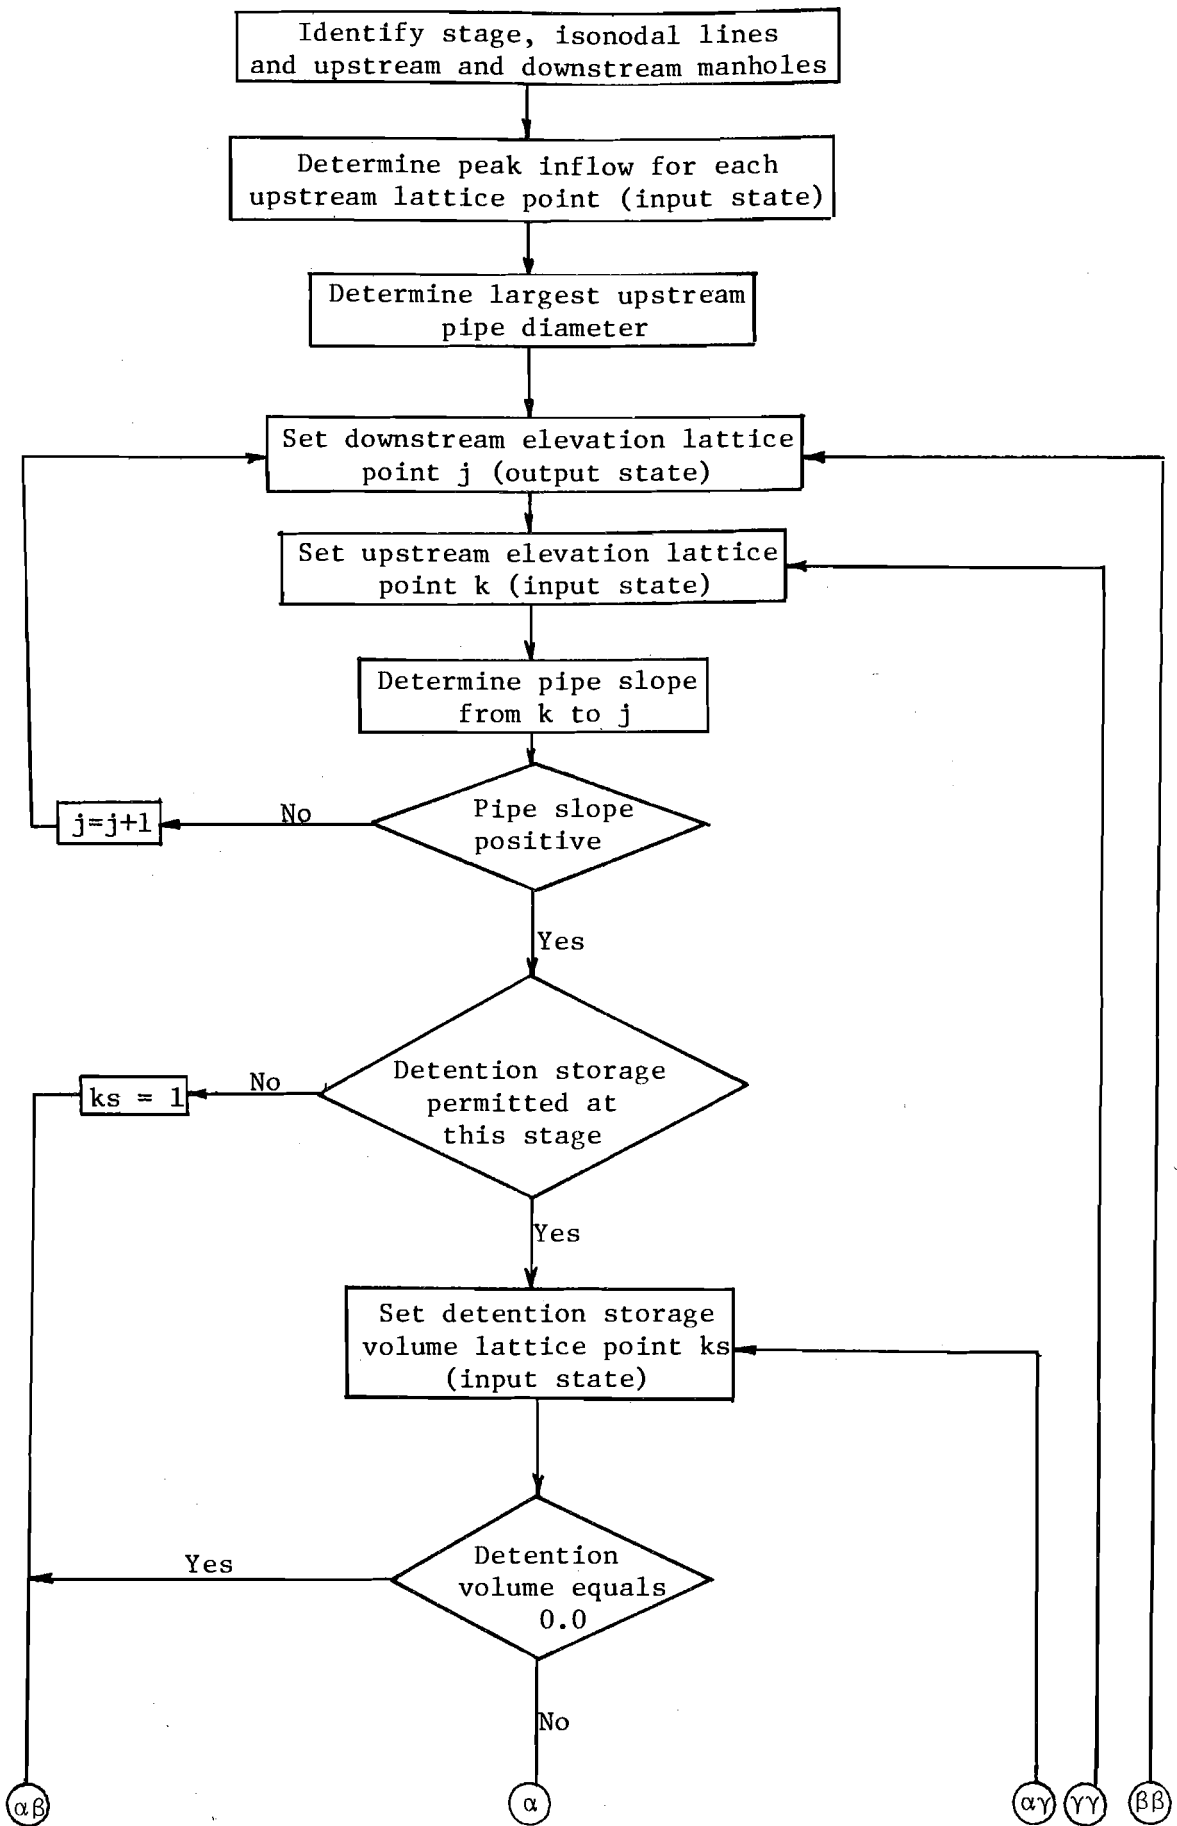 Identify stage, isonodal lines
and upstream and downstream manholes
Determine peak inflow for each
upstream lattice point (input state)
Determine largest upstream
pipe diameter
Set downstream elevation lattice
point j (output state)
Set upstream elevation lattice
point k (input state)
Determine pipe slope
from k to j
Pipe slope
positive
No
j=j+1
Yes
Detention storage
permitted at
this stage
No
ks = 1
Yes
Set detention storage
volume lattice point ks
(input state)
Detention
volume equals
0.0
Yes
No
αβ
α
αγ
γγ
ββ